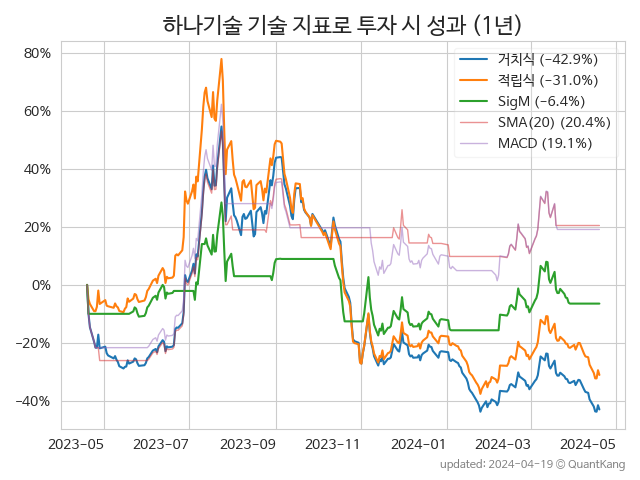 하나기술 기술 지표로 투자 시 성과 (1년)
거치식 (−42.9%)
적립식 (−31.0%)
SigM (−6.4%)
SMA(20) (20.4%)
MACD (19.1%)
80%
60%
40%
20%
0%
−20%
−40%
2023−05 2023−07 2023−09 2023−11 2024−01 2024−03 2024−05
updated: 2024−04−19 © QuantKang